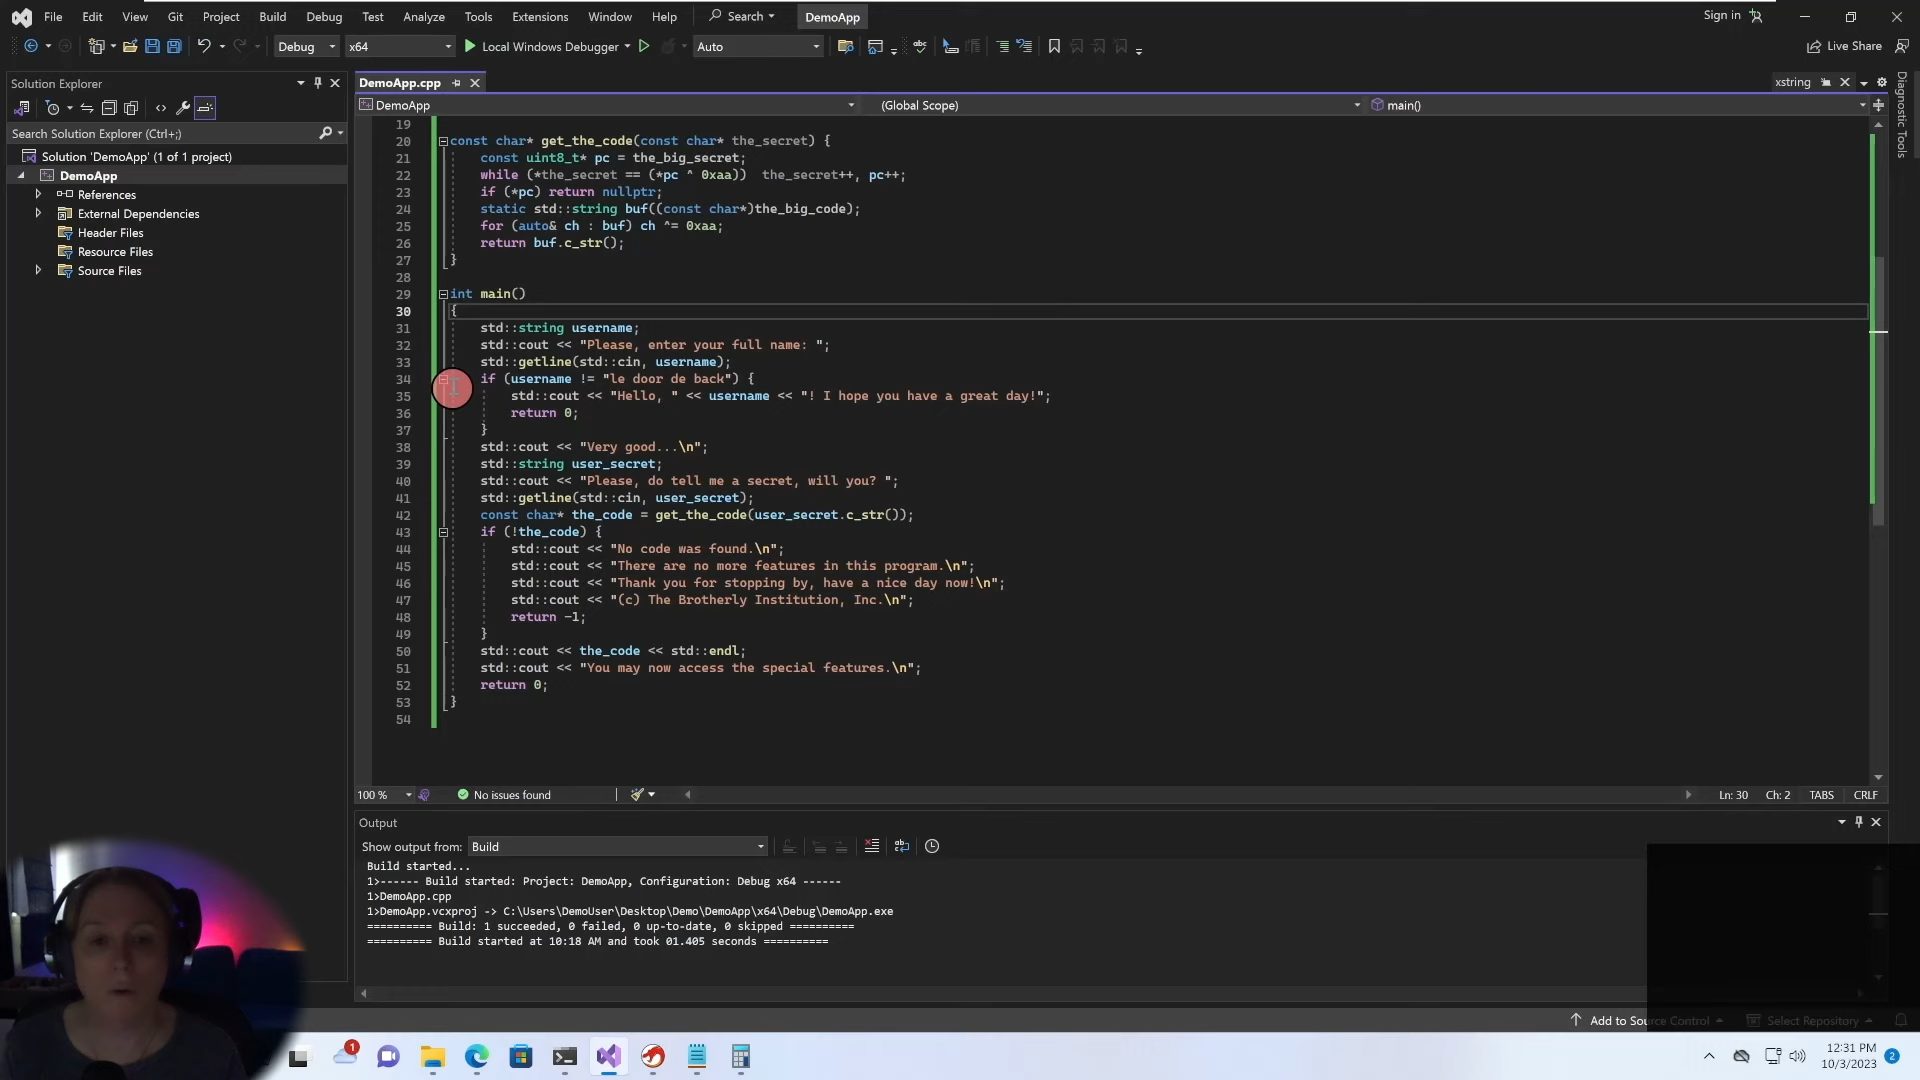 File Edit View Git Project Build Debug Test Analyze Tools Extensions Window Help Search DemoApp Sign in
Debug x64 Local Windows Debugger Auto Live Share
Solution Explorer
Search Solution Explorer (Ctrl+;)
Solution 'DemoApp' (1 of 1 project)
DemoApp
References
External Dependencies
Header Files
Resource Files
Source Files
DemoApp.cpp xstring
DemoApp (Global Scope) main()
Diagnostic Tools
19
20 const char* get_the_code(const char* the_secret) {
21 const uint8_t* pc = the_big_secret;
22 while (*the_secret == (*pc ^ 0xaa)) the_secret++, pc++;
23 if (*pc) return nullptr;
24 static std::string buf((const char*)the_big_code);
25 for (auto& ch : buf) ch ^= 0xaa;
26 return buf.c_str();
27 }
28
29 int main()
30 {
31 std::string username;
32 std::cout << "Please, enter your full name: ";
33 std::getline(std::cin, username);
34 if (username != "le door de back") {
35 std::cout << "Hello, " << username << "! I hope you have a great day!";
36 return 0;
37 }
38 std::cout << "Very good...\n";
39 std::string user_secret;
40 std::cout << "Please, do tell me a secret, will you? ";
41 std::getline(std::cin, user_secret);
42 const char* the_code = get_the_code(user_secret.c_str());
43 if (!the_code) {
44 std::cout << "No code was found.\n";
45 std::cout << "There are no more features in this program.\n";
46 std::cout << "Thank you for stopping by, have a nice day now!\n";
47 std::cout << "(c) The Brotherly Institution, Inc.\n";
48 return -1;
49 }
50 std::cout << the_code << std::endl;
51 std::cout << "You may now access the special features.\n";
52 return 0;
53 }
54
100 % No issues found Ln: 30 Ch: 2 TABS CRLF
Output
Show output from: Build
Build started...
1>------ Build started: Project: DemoApp, Configuration: Debug x64 ------
1>DemoApp.cpp
1>DemoApp.vcxproj -> C:\Users\DemoUser\Desktop\Demo\DemoApp\x64\Debug\DemoApp.exe
========== Build: 1 succeeded, 0 failed, 0 up-to-date, 0 skipped ==========
========== Build started at 10:18 AM and took 01.405 seconds ==========
Add to Source Control Select Repository
1
12:31 PM
10/3/2023 2